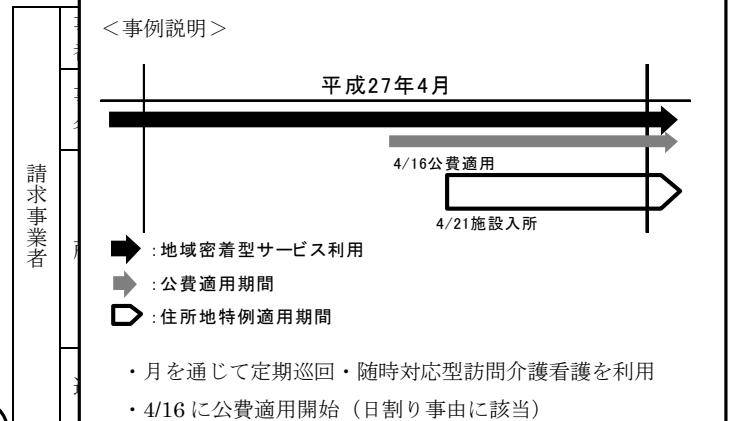 ＜事例説明＞
平成27年4月
4/16公費適用
4/21施設入所
：地域密着型サービス利用
：公費適用期間
：住所地特例適用期間
・月を通じて定期巡回・随時対応型訪問介護看護を利用
・4/16 に公費適用開始（日割り事由に該当）
請求事業者